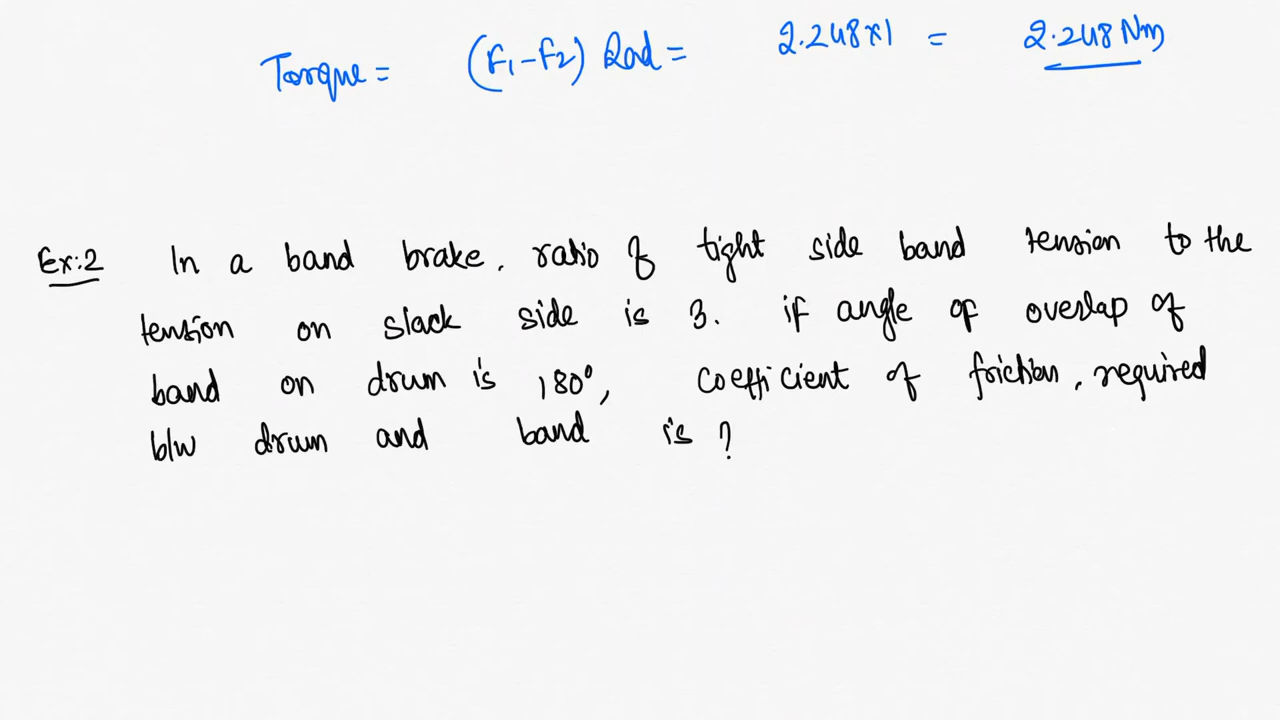 Torque = (F1-F2) Rad = 2.248x1 = 2.248 Nm
Ex:2 In a band brake, ratio of tight side band tension to the
tension on slack side is 3. if angle of overlap of
band on drum is 180°, coefficient of friction, required
b/w drum and band is ?